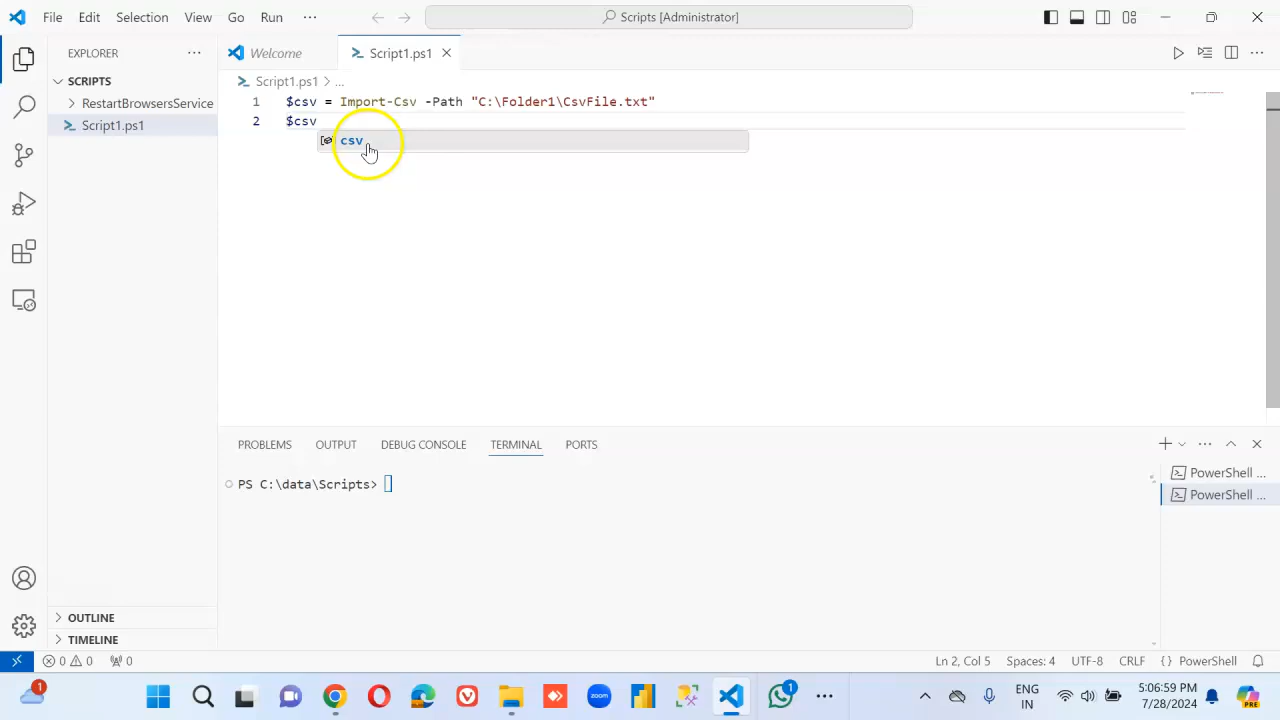 File Edit Selection View Go Run ···
Scripts [Administrator]
EXPLORER ···
Welcome
Script1.ps1
SCRIPTS
RestartBrowsersService
Script1.ps1
Script1.ps1 > ...
1 $csv = Import-Csv -Path "C:\Folder1\CsvFile.txt"
2 $csv
csv
PROBLEMS OUTPUT DEBUG CONSOLE TERMINAL PORTS
PS C:\data\Scripts>
PowerShell ...
PowerShell ...
OUTLINE
TIMELINE
0 0 0
Ln 2, Col 5 Spaces: 4 UTF-8 CRLF {} PowerShell
1
zoom
1
ENG
IN
5:06:59 PM
7/28/2024
PRE